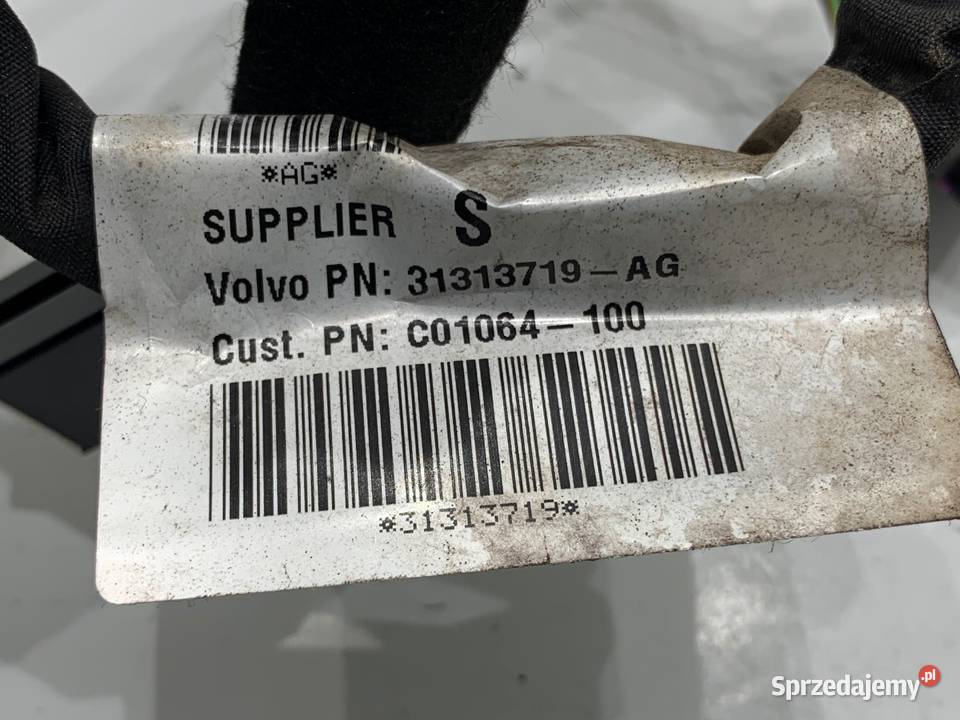 *AG*
SUPPLIER S
Volvo PN: 31313719-AG
Cust. PN: C01064-100
*31313719*
Sprzedajemy.pl